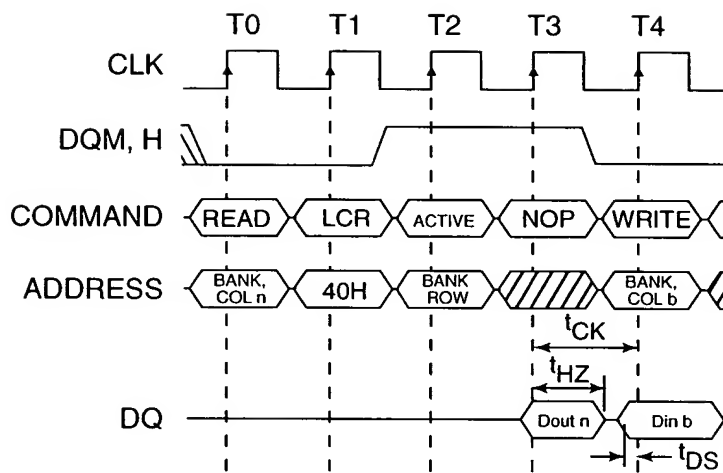 T0 T1 T2 T3 T4
CLK
DQM, H
COMMAND READ LCR ACTIVE NOP WRITE
ADDRESS BANK, COL n 40H BANK ROW BANK, COL b
tCK
tHZ
DQ Dout n Din b
tDS